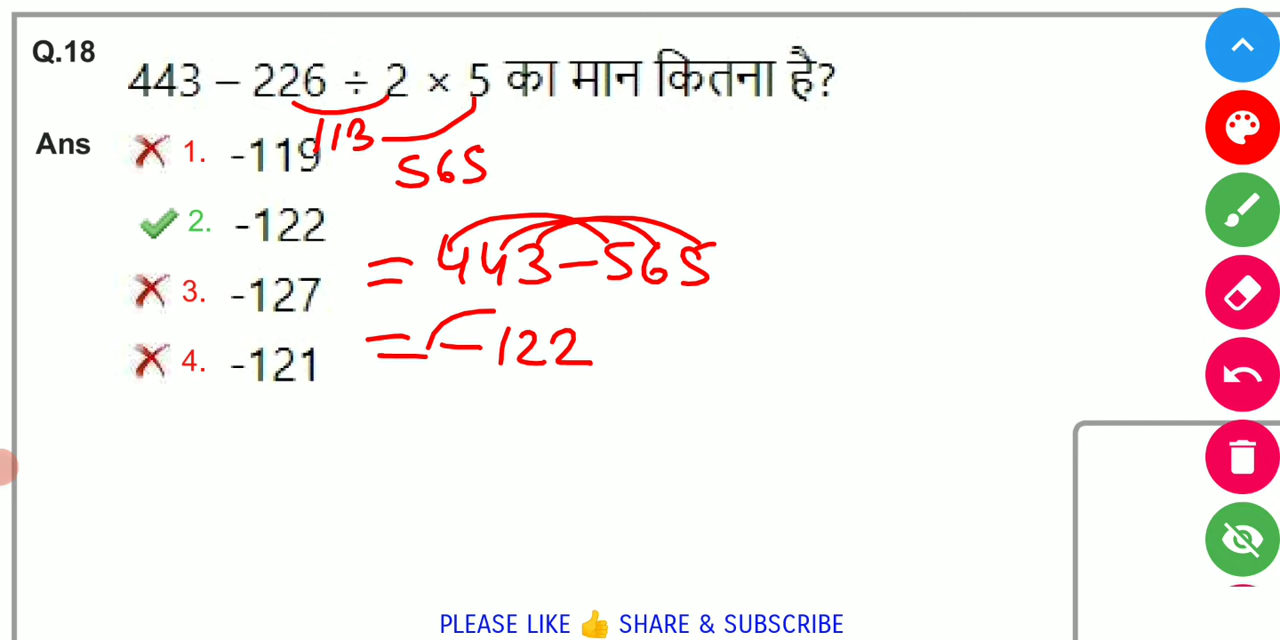 Q.18
443 – 226 ÷ 2 × 5 का मान कितना है?
113
Ans
1. -119
565
2. -122
= 443 – 565
3. -127
= – 122
4. -121
PLEASE LIKE 👍 SHARE & SUBSCRIBE